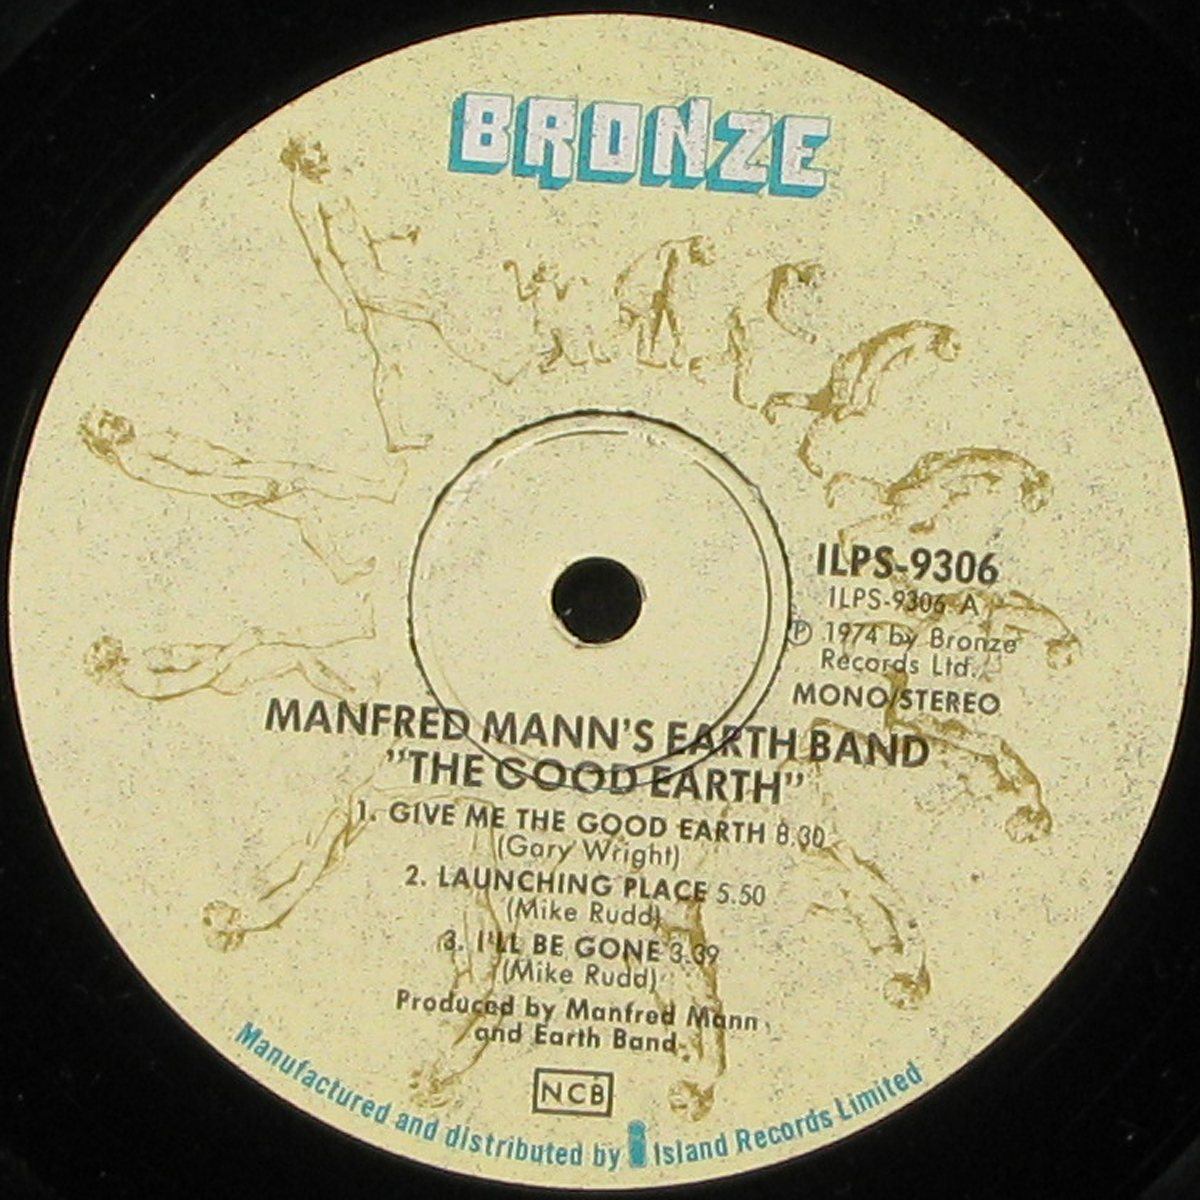 BRONZE
ILPS-9306
ILPS-9306 A
Ⓟ 1974 by Bronze
Records Ltd.
MONO/STEREO
MANFRED MANN'S EARTH BAND
"THE GOOD EARTH"
1. GIVE ME THE GOOD EARTH 8.30
(Gary Wright)
2. LAUNCHING PLACE 5.50
(Mike Rudd)
3. I'LL BE GONE 3.39
(Mike Rudd)
Produced by Manfred Mann
and Earth Band.
NCB
Manufactured and distributed by i Island Records Limited